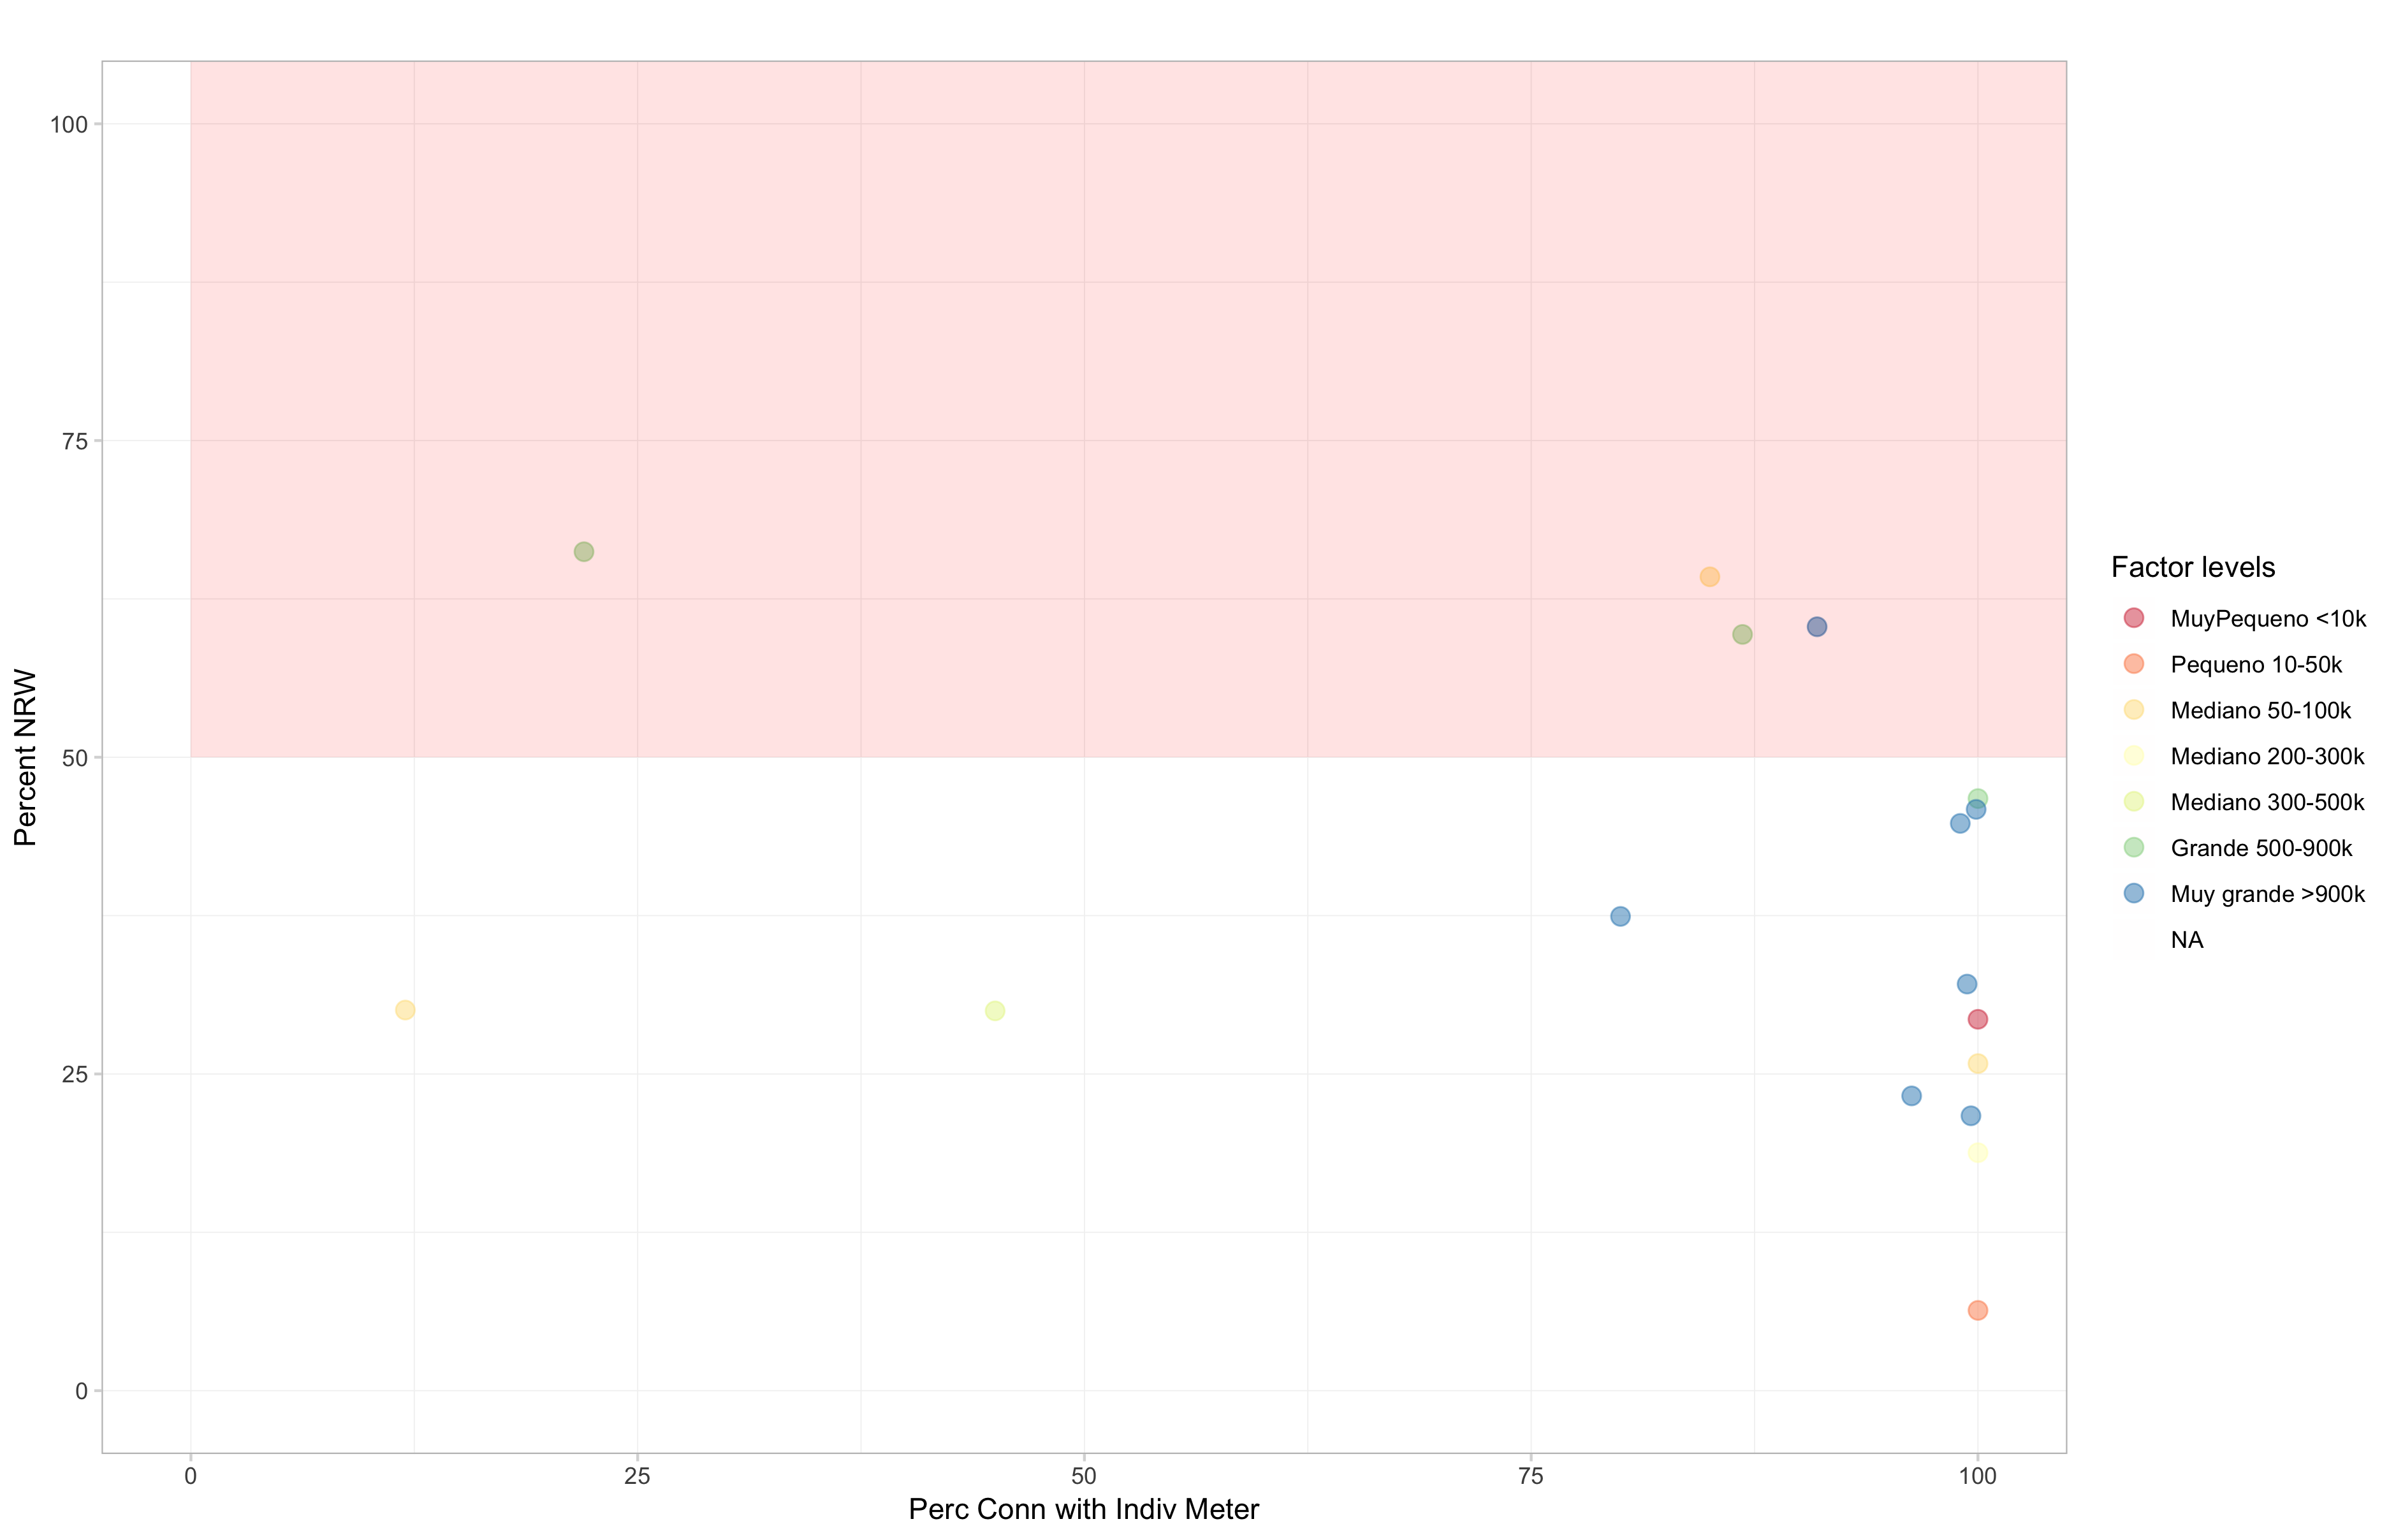 100
75
50
25
0
Percent NRW
0
25
50
75
100
Perc Conn with Indiv Meter
Factor levels
MuyPequeno <10k
Pequeno 10-50k
Mediano 50-100k
Mediano 200-300k
Mediano 300-500k
Grande 500-900k
Muy grande >900k
NA